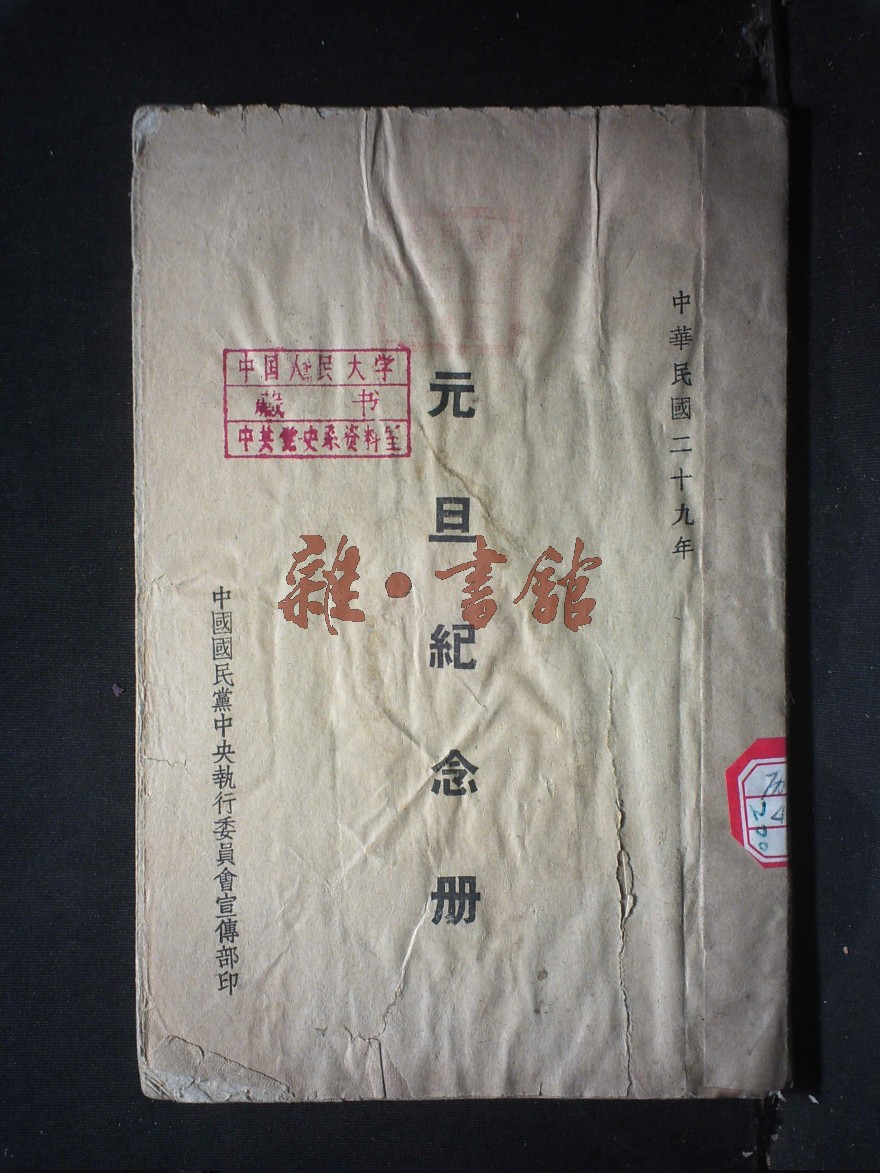 中華民國二十九年
元旦紀念册
中國國民黨中央執行委員會宣傳部印
中国人民大学
藏书
中共党史系资料室
雜·書館